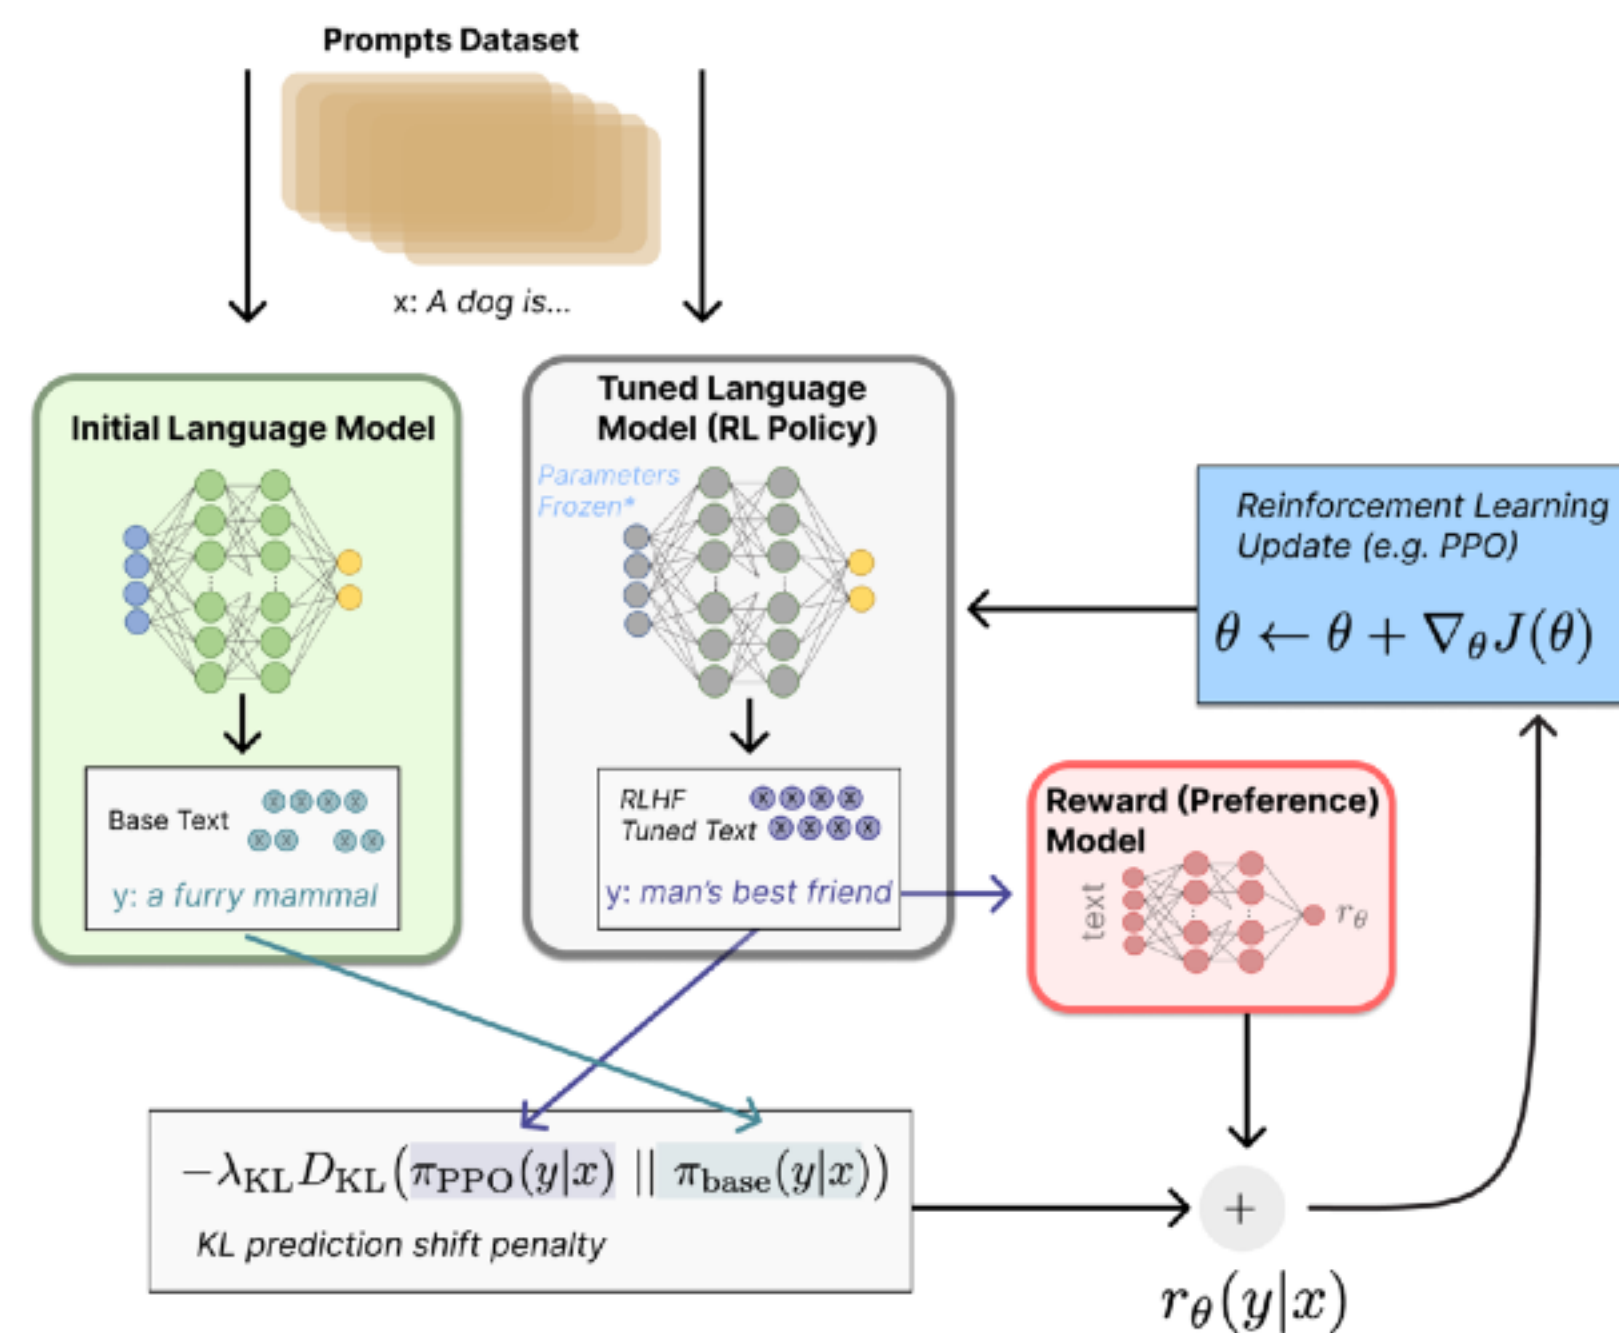 Prompts Dataset
x: A dog is...
Initial Language Model
Base Text
y: a furry mammal
Tuned Language
Model (RL Policy)
Parameters
Frozen*
RLHF
Tuned Text
y: man's best friend
Reinforcement Learning
Update (e.g. PPO)
θ ← θ + ∇θJ(θ)
Reward (Preference)
Model
text
rθ
−λKL DKL(πPPO(y|x) || πbase(y|x))
KL prediction shift penalty
+
rθ(y|x)